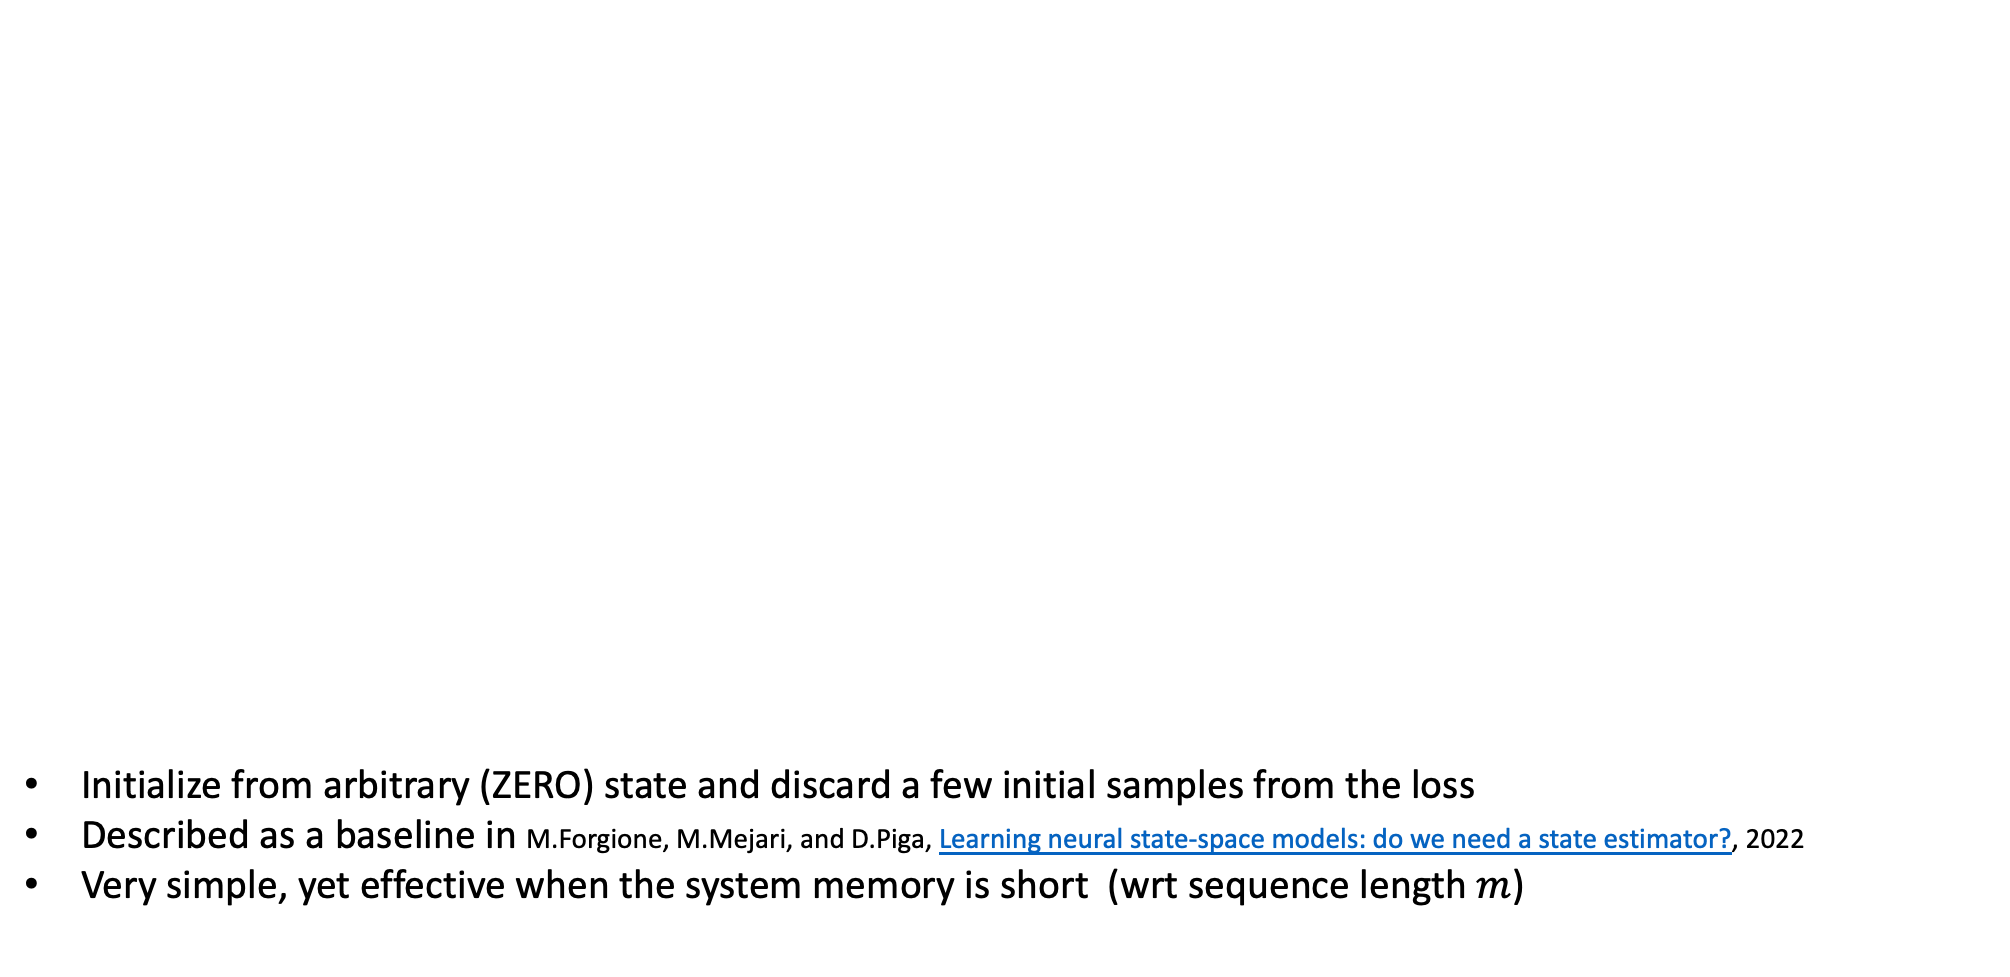 • Initialize from arbitrary (ZERO) state and discard a few initial samples from the loss
• Described as a baseline in M.Forgione, M.Mejari, and D.Piga, Learning neural state-space models: do we need a state estimator?, 2022
• Very simple, yet effective when the system memory is short (wrt sequence length m)